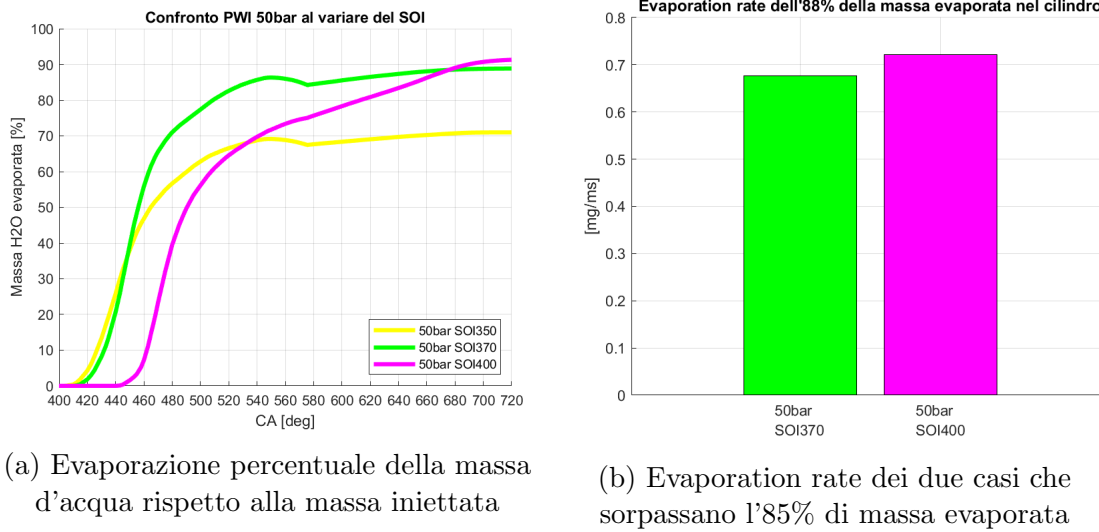 Confronto PWI 50bar al variare del SOI
100
90
80
70
60
50
40
30
20
10
0
Massa H2O evaporata [%]
400 420 440 460 480 500 520 540 560 580 600 620 640 660 680 700 720
CA [deg]
50bar SOI350
50bar SOI370
50bar SOI400
(a) Evaporazione percentuale della massa
d'acqua rispetto alla massa iniettata
Evaporation rate dell'88% della massa evaporata nel cilindro
0.8
0.7
0.6
0.5
0.4
0.3
0.2
0.1
0
[mg/ms]
50bar
SOI370
50bar
SOI400
(b) Evaporation rate dei due casi che
sorpassano l'85% di massa evaporata